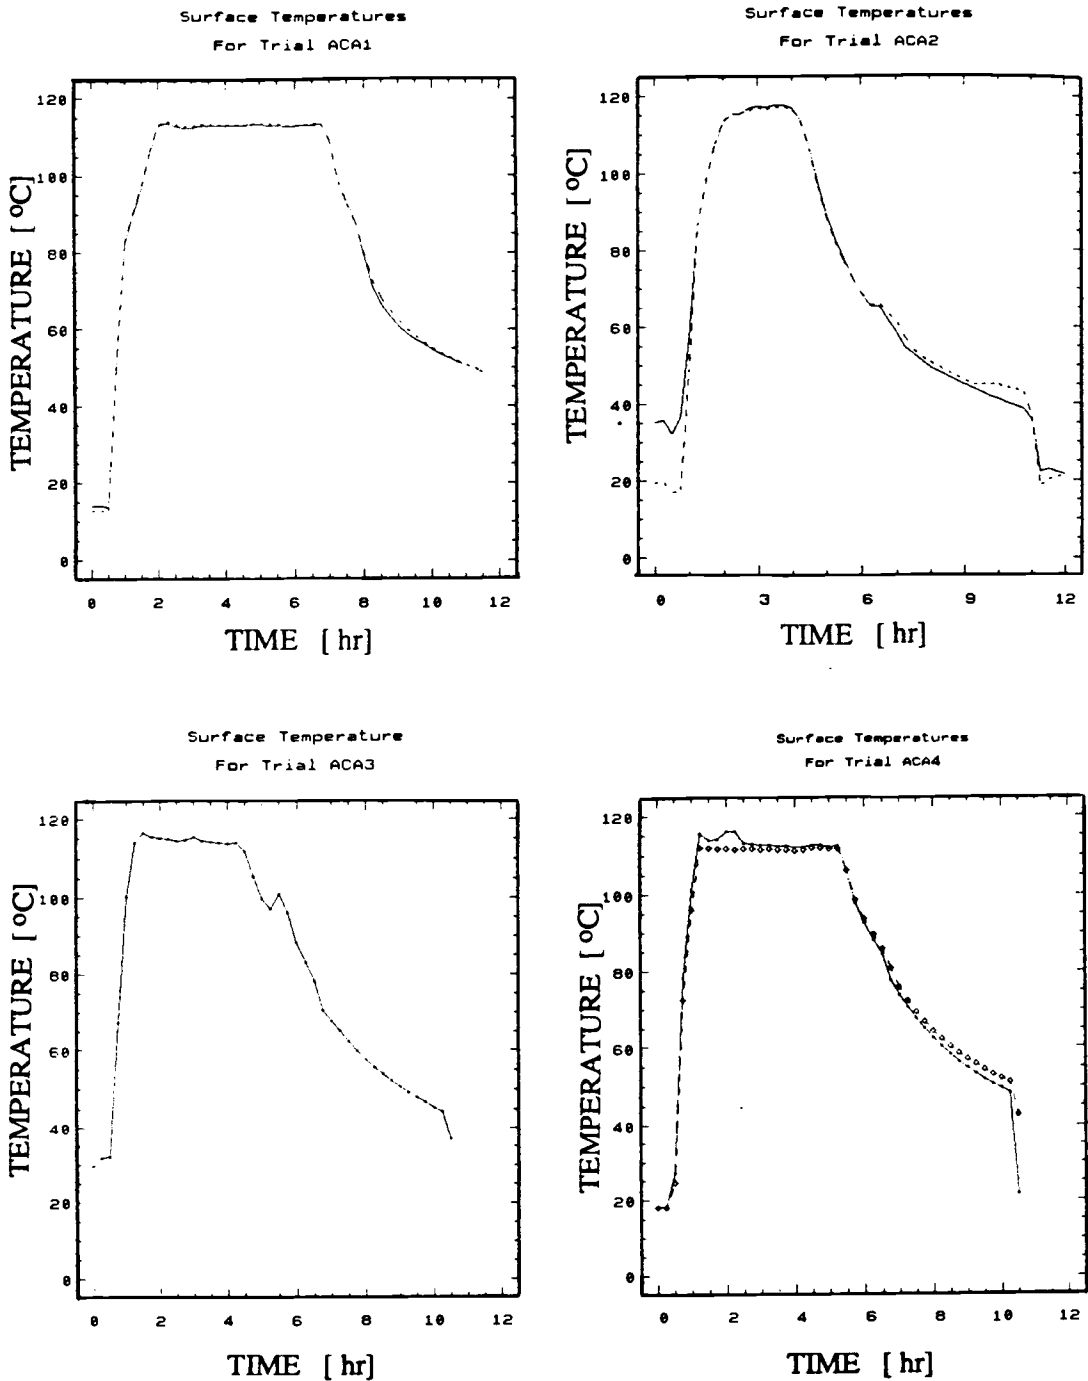 Surface Temperatures
For Trial ACA1
120
100
80
60
40
20
0
TEMPERATURE [ ºC]
0 2 4 6 8 10 12
TIME [ hr]
Surface Temperatures
For Trial ACA2
120
100
80
60
40
20
0
TEMPERATURE [ ºC]
0 3 6 9 12
TIME [ hr]
Surface Temperature
For Trial ACA3
120
100
80
60
40
20
0
TEMPERATURE [ ºC]
0 2 4 6 8 10 12
TIME [ hr]
Surface Temperatures
For Trial ACA4
120
100
80
60
40
20
0
TEMPERATURE [ ºC]
0 2 4 6 8 10 12
TIME [ hr]